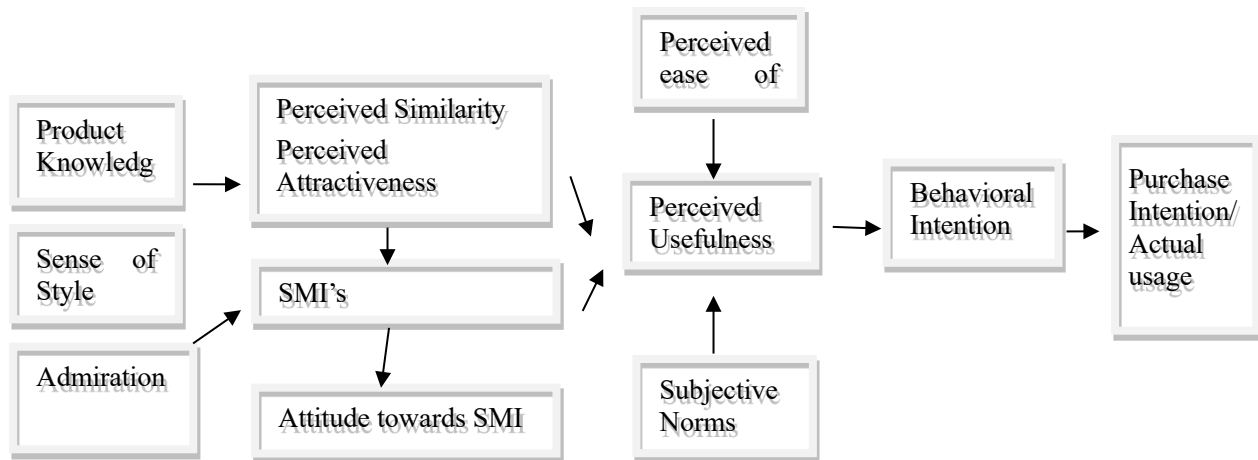 Product
Knowledg
Sense of
Style
Admiration
Perceived Similarity
Perceived
Attractiveness
SMI's
Attitude towards SMI
Perceived
ease of
Perceived
Usefulness
Subjective
Norms
Behavioral
Intention
Purchase
Intention/
Actual
usage